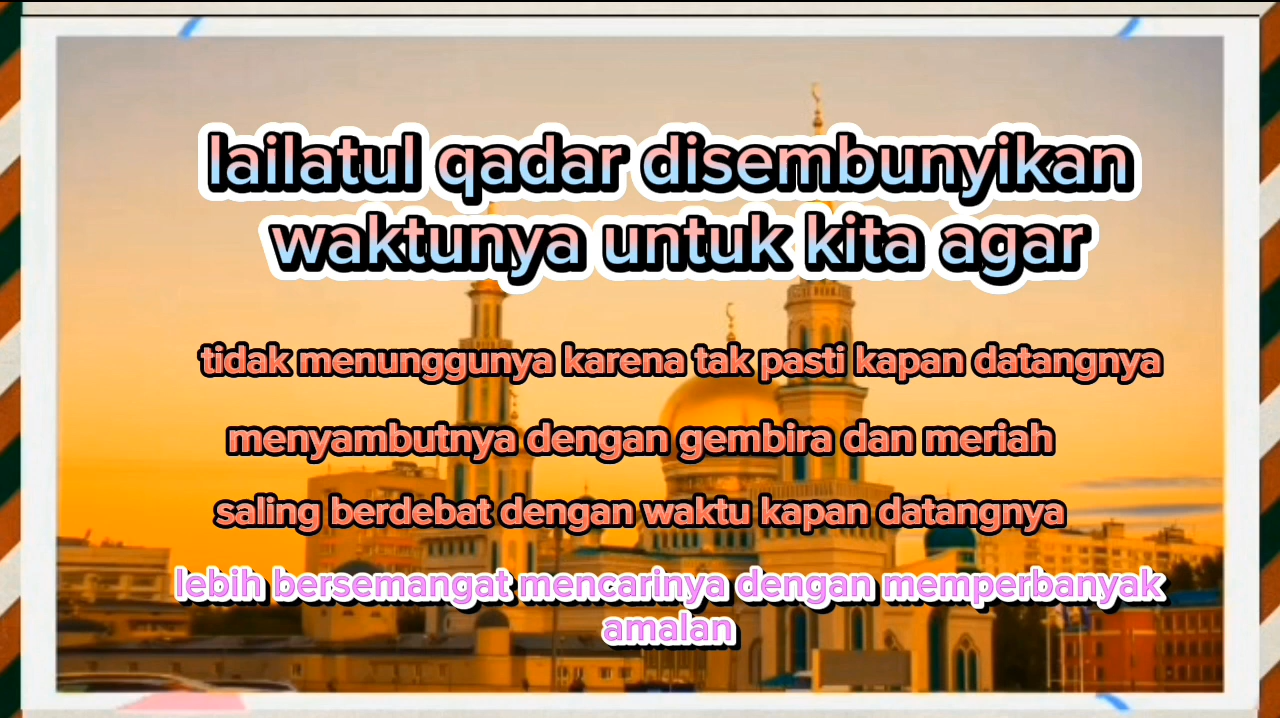 lailatul qadar disembunyikan
waktunya untuk kita agar
tidak menunggunya karena tak pasti kapan datangnya
menyambutnya dengan gembira dan meriah
saling berdebat dengan waktu kapan datangnya
lebih bersemangat mencarinya dengan memperbanyak
amalan